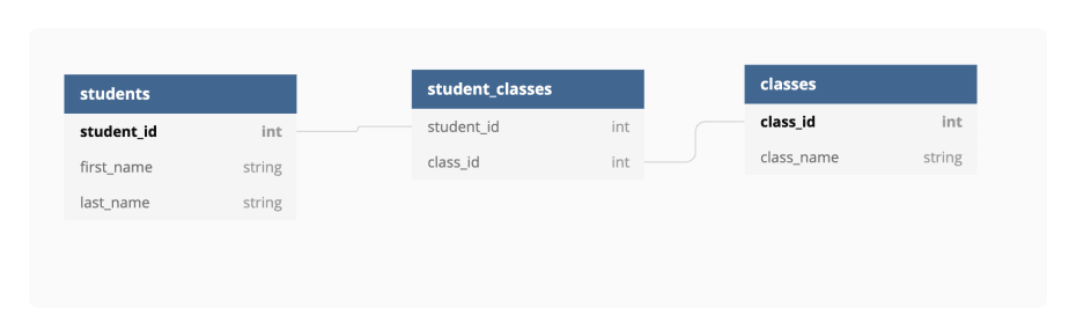 students
student_id int
first_name string
last_name string
student_classes
student_id int
class_id int
classes
class_id int
class_name string